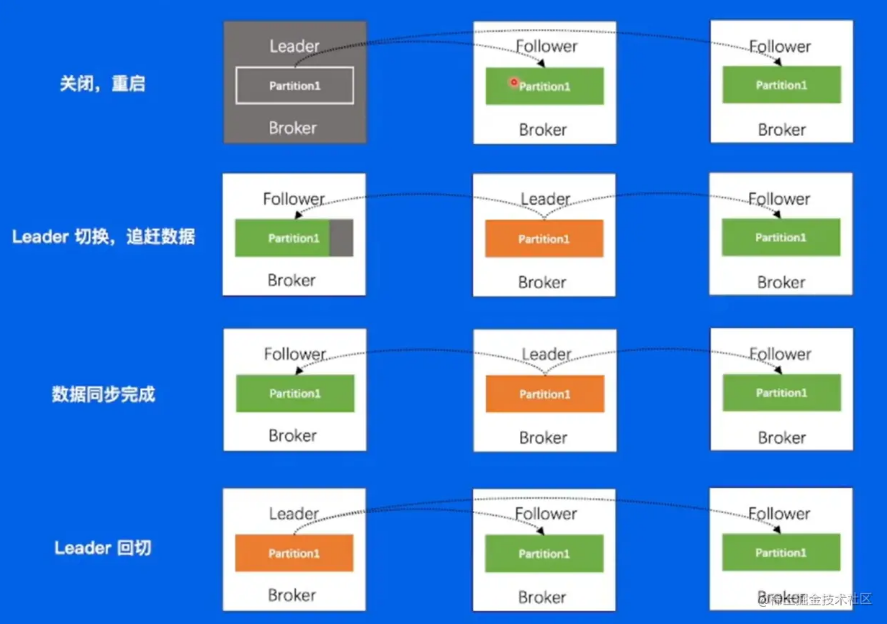 关闭，重启
Leader
Partition1
Broker
Follower
Partition1
Broker
Follower
Partition1
Broker
Leader 切换，追赶数据
Follower
Partition1
Broker
Leader
Partition1
Broker
Follower
Partition1
Broker
数据同步完成
Follower
Partition1
Broker
Leader
Partition1
Broker
Follower
Partition1
Broker
Leader 回切
Leader
Partition1
Broker
Follower
Partition1
Broker
Follower
Partition1
Broker
@稀土掘金技术社区